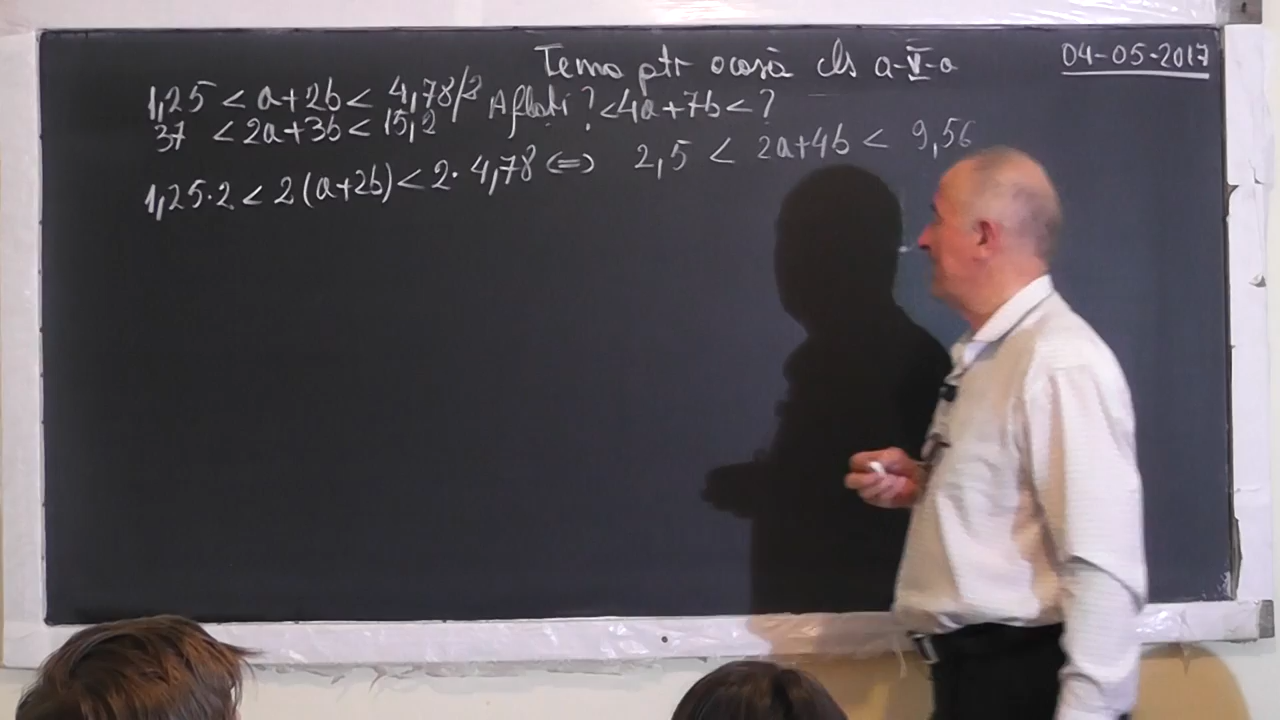 Tema ptr acasă cls a-V-a
04-05-2017
1,25 < a+2b < 4,78/·2 Aflati ? < 4a+7b < ?
37 < 2a+3b < 15,2
1,25·2 < 2(a+2b) < 2·4,78 <=> 2,5 < 2a+4b < 9,56